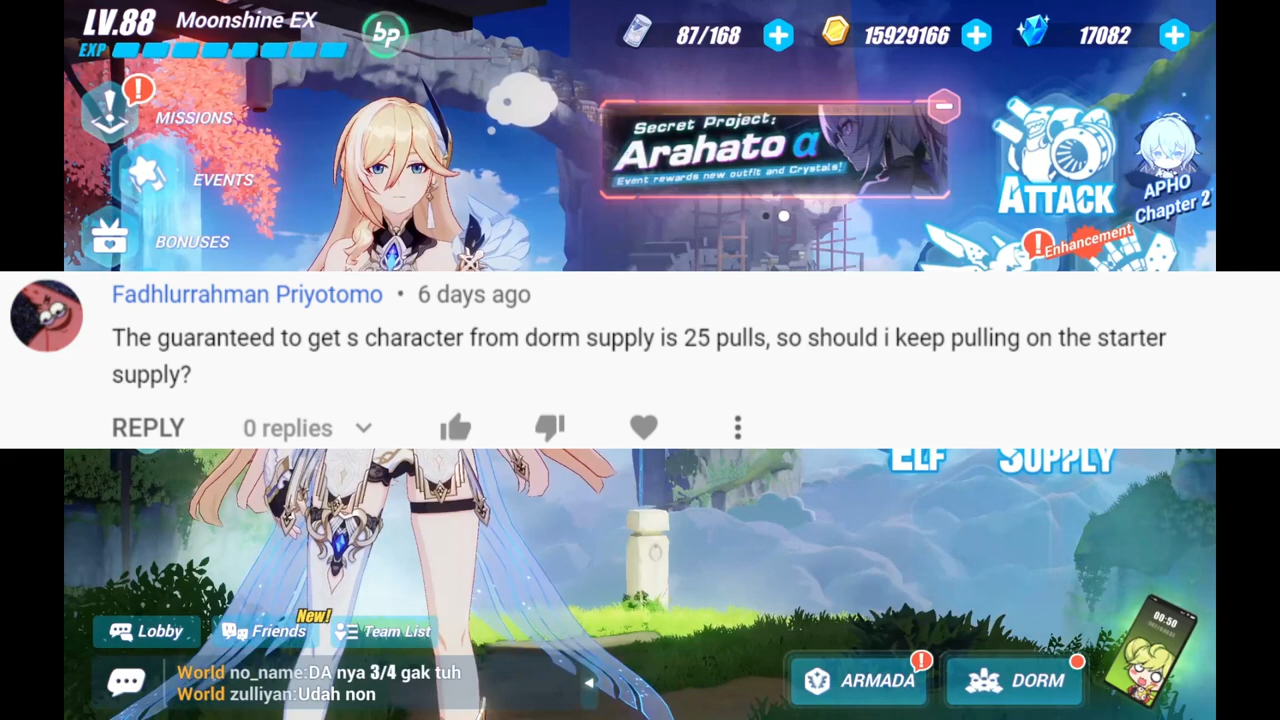 LV.88 Moonshine EX
EXP
bp
87/168
15929166
17082
MISSIONS
EVENTS
BONUSES
Secret Project:
Arahato α
Event rewards new outfit and Crystals!
ATTACK
APHO
Chapter 2
Enhancement
Fadhlurrahman Priyotomo • 6 days ago
The guaranteed to get s character from dorm supply is 25 pulls, so should i keep pulling on the starter
supply?
REPLY 0 replies
ELF
SUPPLY
Lobby
New!
Friends
Team List
World no_name:DA nya 3/4 gak tuh
World zulliyan:Udah non
ARMADA
DORM
00:50